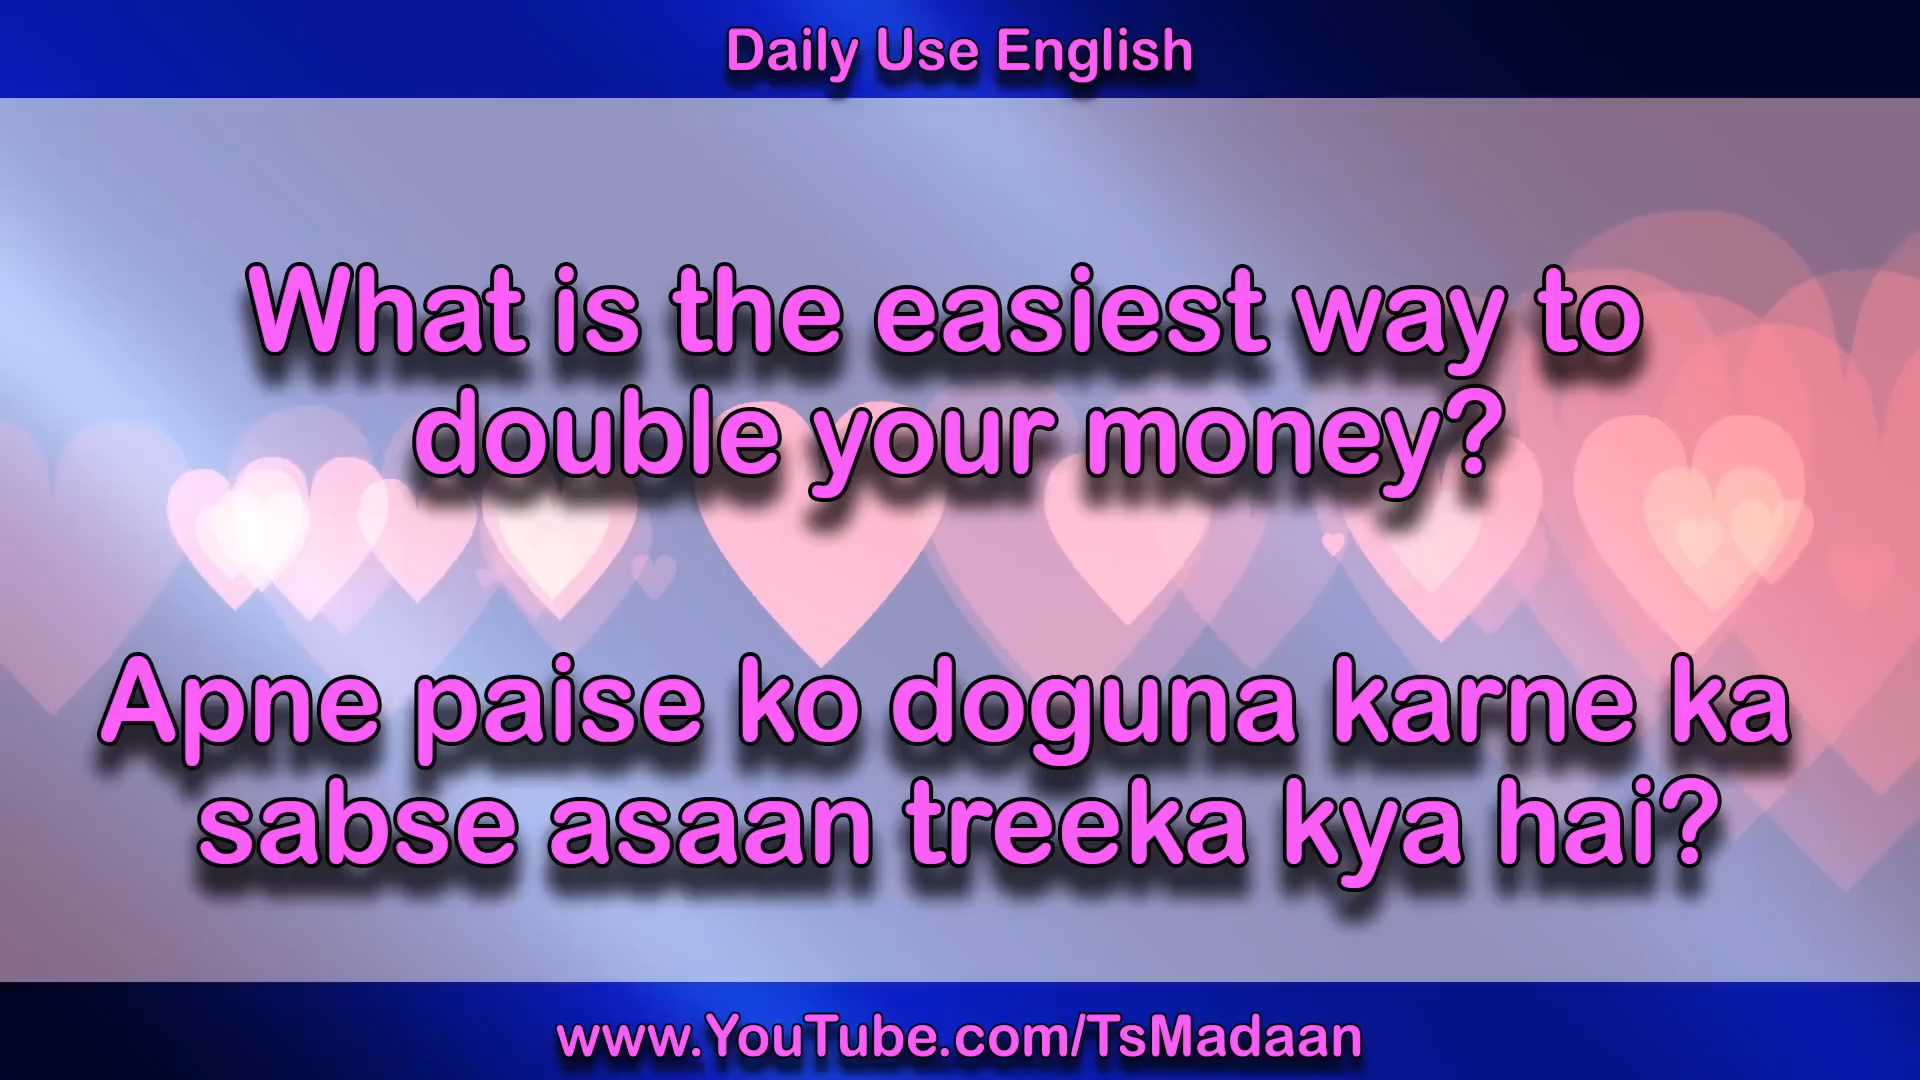 Daily Use English
What is the easiest way to
double your money?
Apne paise ko doguna karne ka
sabse asaan treeka kya hai?
www.YouTube.com/TsMadaan